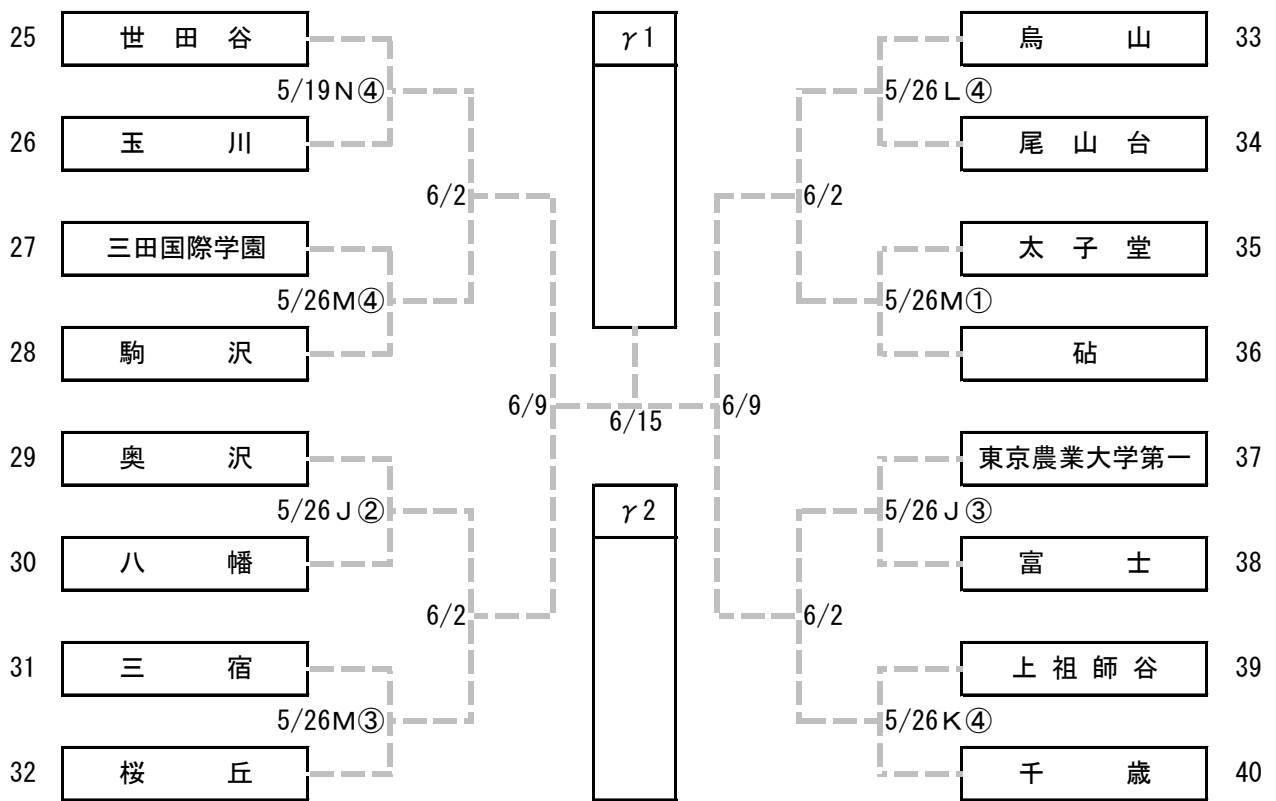 25 世田谷 γ1 烏山 33
5/19N④ 5/26L④
26 玉川 尾山台 34
6/2 6/2
27 三田国際学園 太子堂 35
5/26M④ 5/26M①
28 駒沢 砧 36
6/9 6/15 6/9
29 奥沢 東京農業大学第一 37
5/26J② γ2 5/26J③
30 八幡 富士 38
6/2 6/2
31 三宿 上祖師谷 39
5/26M③ 5/26K④
32 桜丘 千歳 40